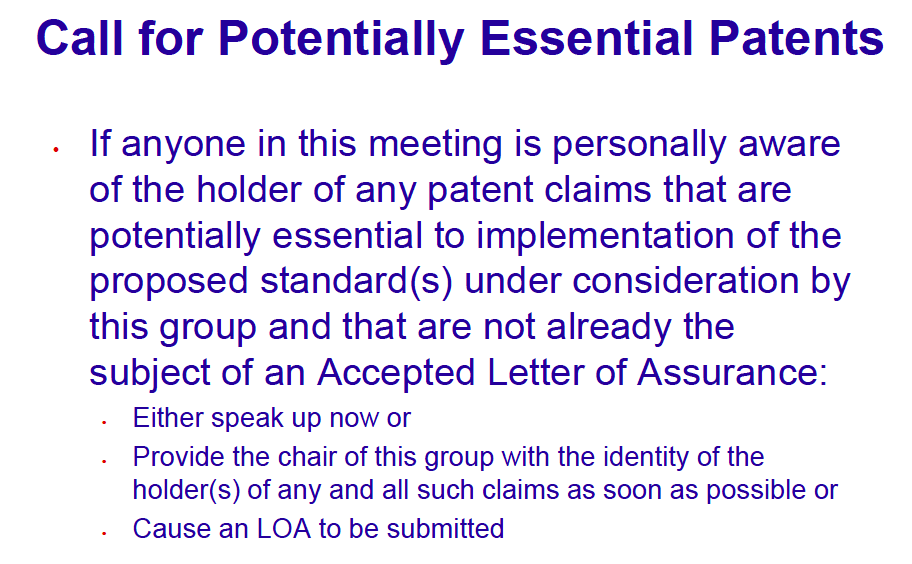 Call for Potentially Essential Patents
• If anyone in this meeting is personally aware
of the holder of any patent claims that are
potentially essential to implementation of the
proposed standard(s) under consideration by
this group and that are not already the
subject of an Accepted Letter of Assurance:
• Either speak up now or
• Provide the chair of this group with the identity of the
holder(s) of any and all such claims as soon as possible or
• Cause an LOA to be submitted